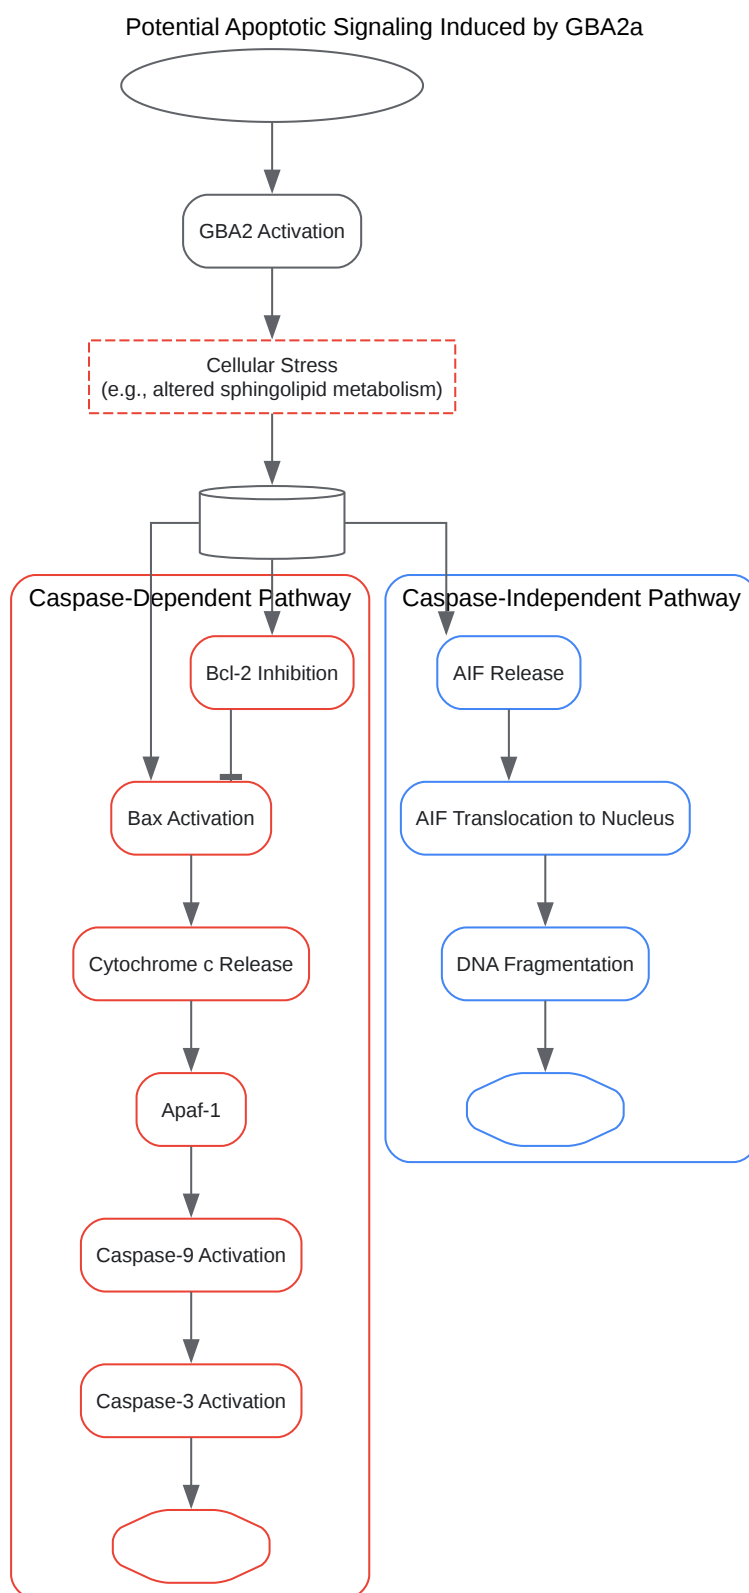 Potential Apoptotic Signaling Induced by GBA2a
GBA2 Activation
Cellular Stress
(e.g., altered sphingolipid metabolism)
Caspase-Dependent Pathway
Bcl-2 Inhibition
Bax Activation
Cytochrome c Release
Apaf-1
Caspase-9 Activation
Caspase-3 Activation
Caspase-Independent Pathway
AIF Release
AIF Translocation to Nucleus
DNA Fragmentation